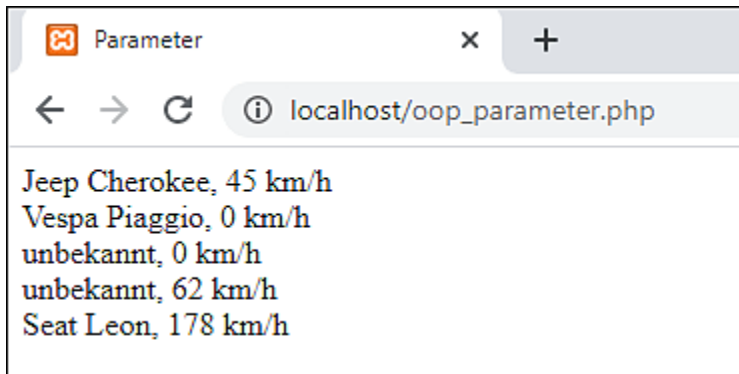 Parameter
localhost/oop_parameter.php
Jeep Cherokee, 45 km/h
Vespa Piaggio, 0 km/h
unbekannt, 0 km/h
unbekannt, 62 km/h
Seat Leon, 178 km/h